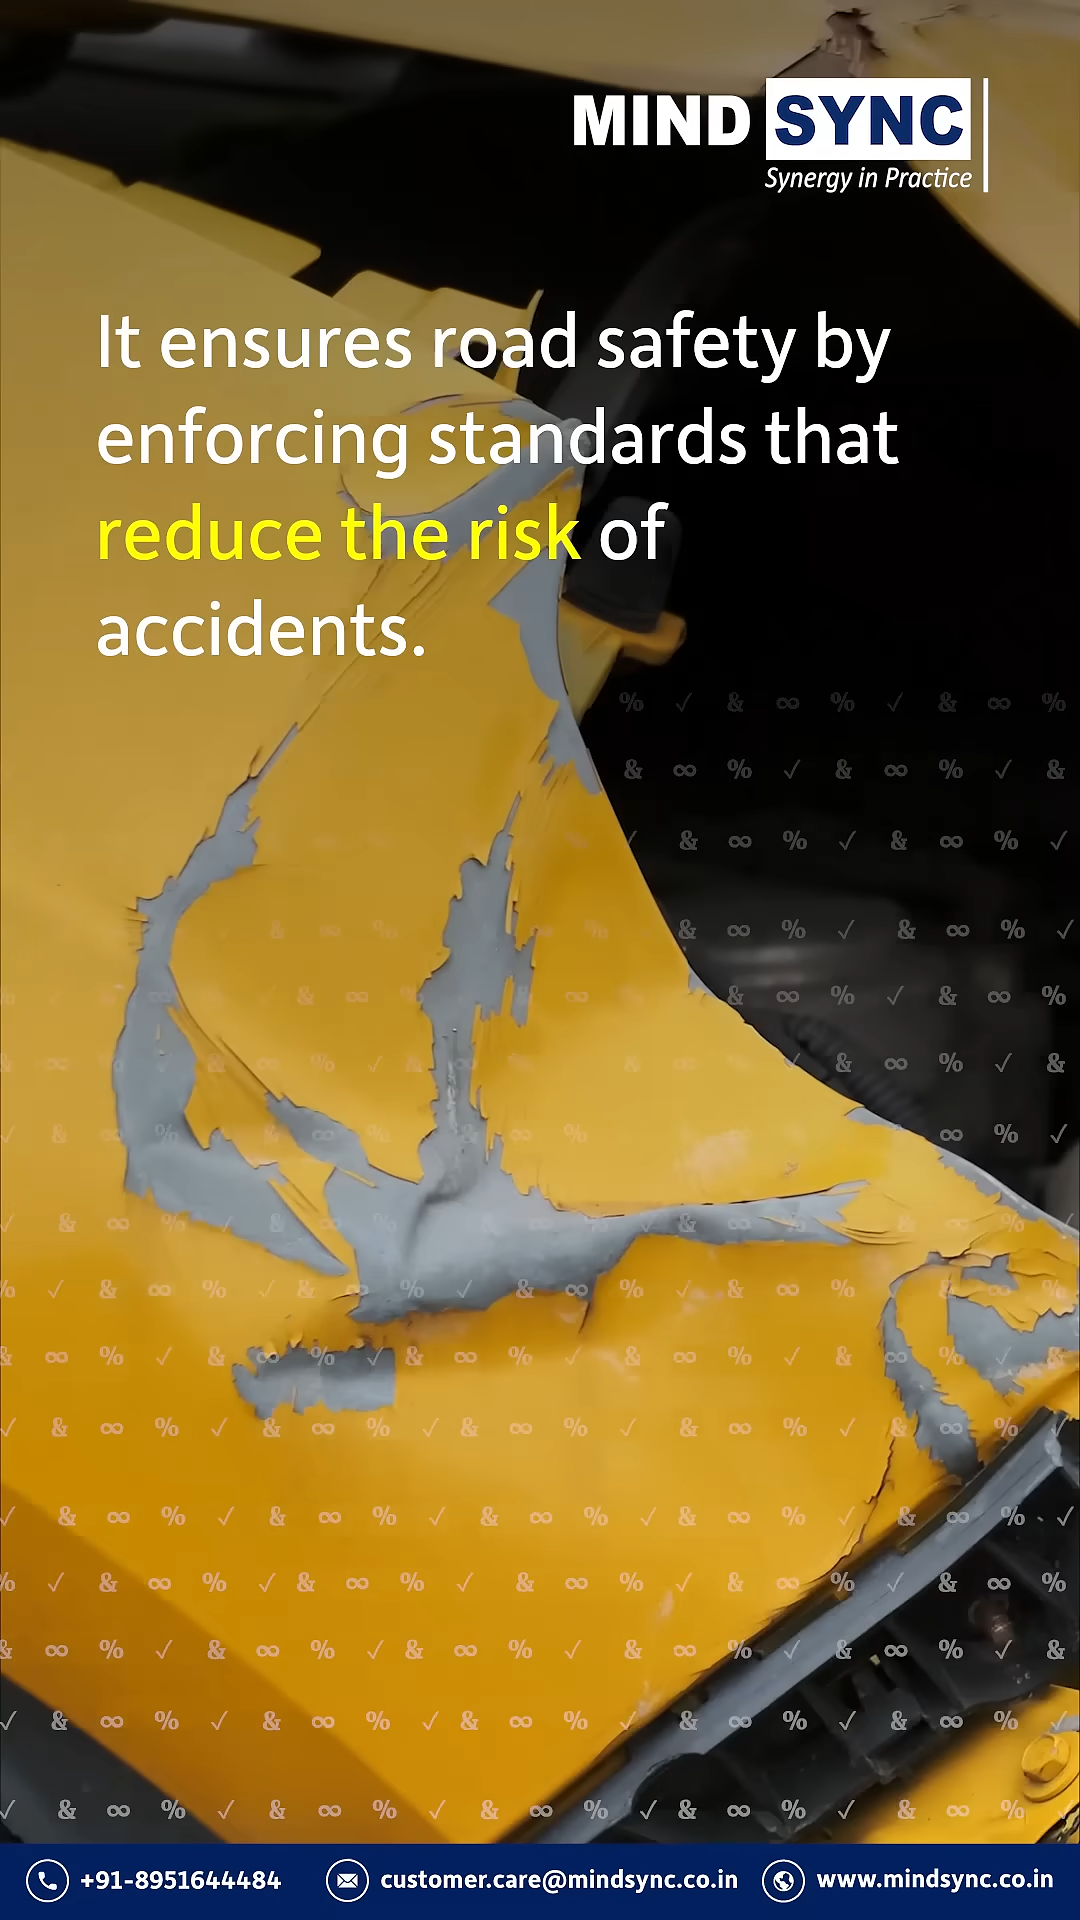 MIND SYNC
Synergy in Practice
It ensures road safety by
enforcing standards that
reduce the risk of
accidents.
+91-8951644484 customer.care@mindsync.co.in www.mindsync.co.in